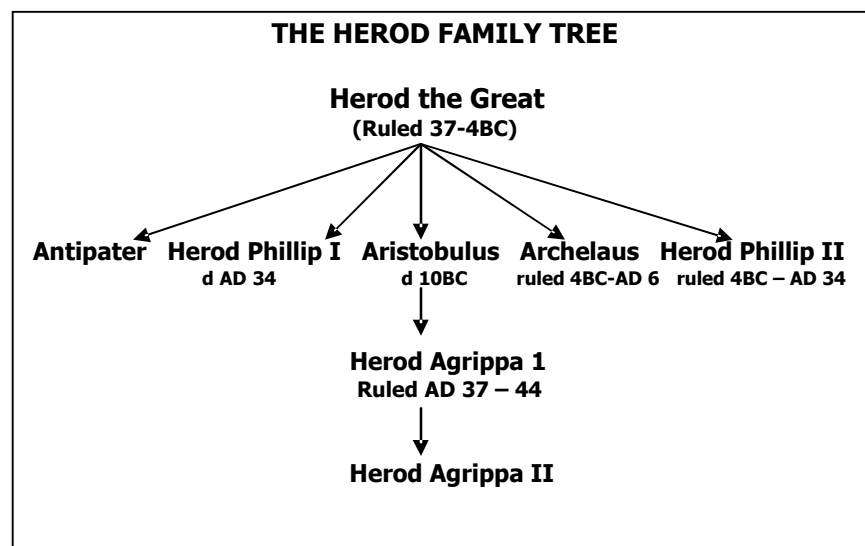 THE HEROD FAMILY TREE
Herod the Great
(Ruled 37-4BC)
Antipater Herod Phillip I Aristobulus Archelaus Herod Phillip II
d AD 34 d 10BC ruled 4BC-AD 6 ruled 4BC – AD 34
Herod Agrippa 1
Ruled AD 37 – 44
Herod Agrippa II